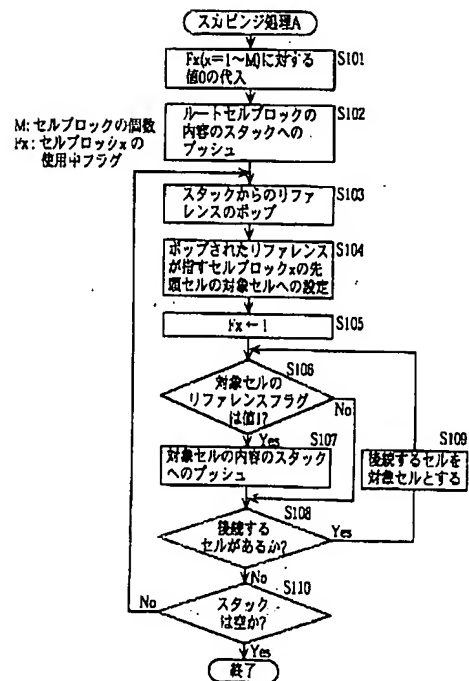 スカビンジ処理A
S101
Fx(x=1~M)に対する
値0の代入
S102
ルートセルブロックの
内容のスタックへの
プッシュ
M:セルブロックの個数
Fx:セルブロックxの
使用中フラグ
S103
スタックからのリファ
レンスのポップ
S104
ポップされたリファレンス
が指すセルブロックxの先
頭セルの対象セルへの設定
S105
Fx←1
S106
対象セルの
リファレンスフラグ
は値1?
No
Yes
S107
対象セルの内容のスタック
へのプッシュ
S109
後続するセルを
対象セルとする
S108
後続する
セルがあるか?
Yes
No
S110
スタック
は空か?
No
Yes
終了